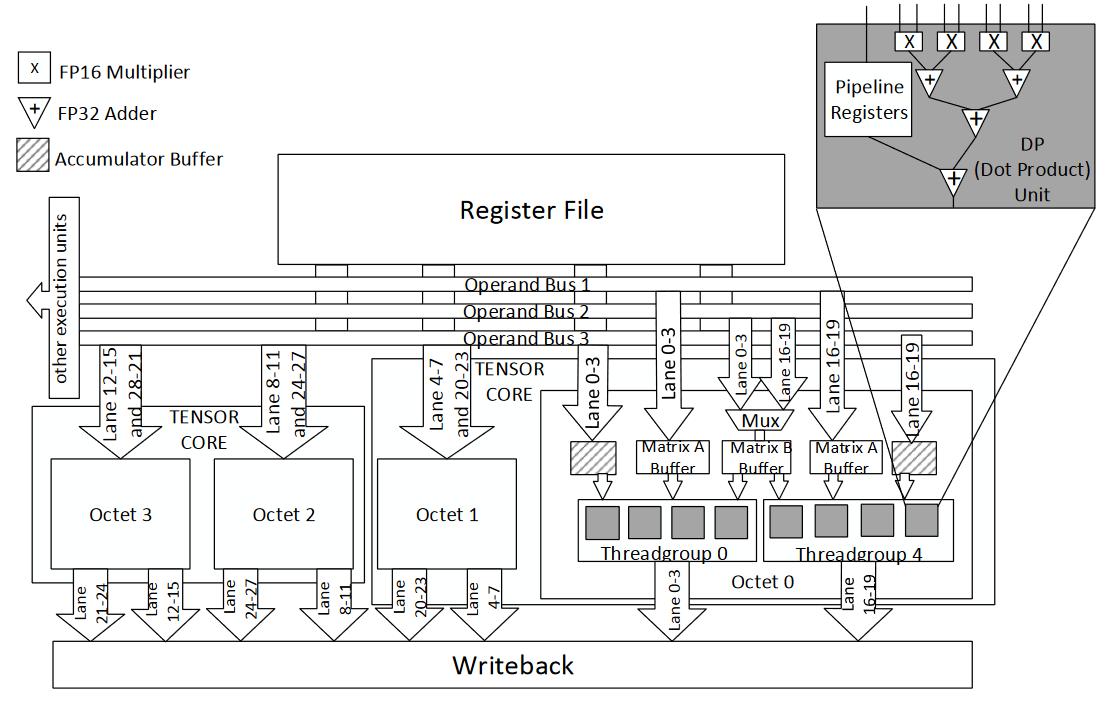 X
FP16 Multiplier
+
FP32 Adder
Accumulator Buffer
X X X X
+ +
+
+
Pipeline
Registers
DP
(Dot Product)
Unit
Register File
other execution units
Operand Bus 1
Operand Bus 2
Operand Bus 3
Lane 12-15
and 28-21
Lane 8-11
and 24-27
Lane 4-7
and 20-23
Lane 0-3
Lane 0-3
Lane 0-3
Lane 16-19
Lane 16-19
Lane 16-19
TENSOR
CORE
TENSOR
CORE
Mux
Matrix A
Buffer
Matrix B
Buffer
Matrix A
Buffer
Octet 3
Octet 2
Octet 1
Threadgroup 0
Threadgroup 4
Octet 0
Lane
21-24
Lane
12-15
Lane
24-27
Lane
8-11
Lane
20-23
Lane
4-7
Lane 0-3
Lane
16-19
Writeback